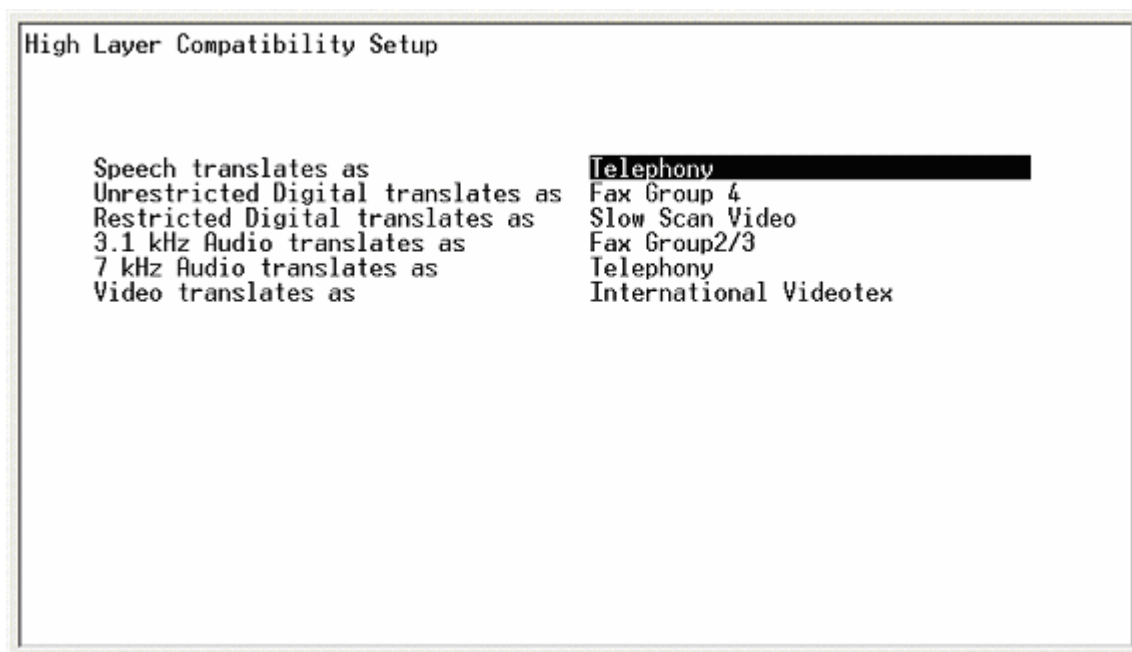 High Layer Compatibility Setup
Speech translates as Telephony
Unrestricted Digital translates as Fax Group 4
Restricted Digital translates as Slow Scan Video
3.1 kHz Audio translates as Fax Group2/3
7 kHz Audio translates as Telephony
Video translates as International Videotex